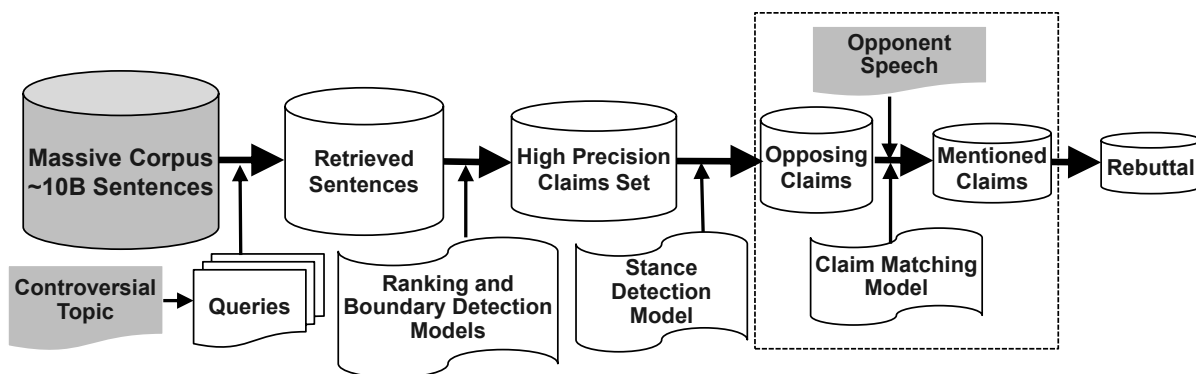 Opponent
Speech
Massive Corpus
~10B Sentences
Retrieved
Sentences
High Precision
Claims Set
Opposing
Claims
Mentioned
Claims
Rebuttal
Controversial
Topic
Queries
Ranking and
Boundary Detection
Models
Stance
Detection
Model
Claim Matching
Model